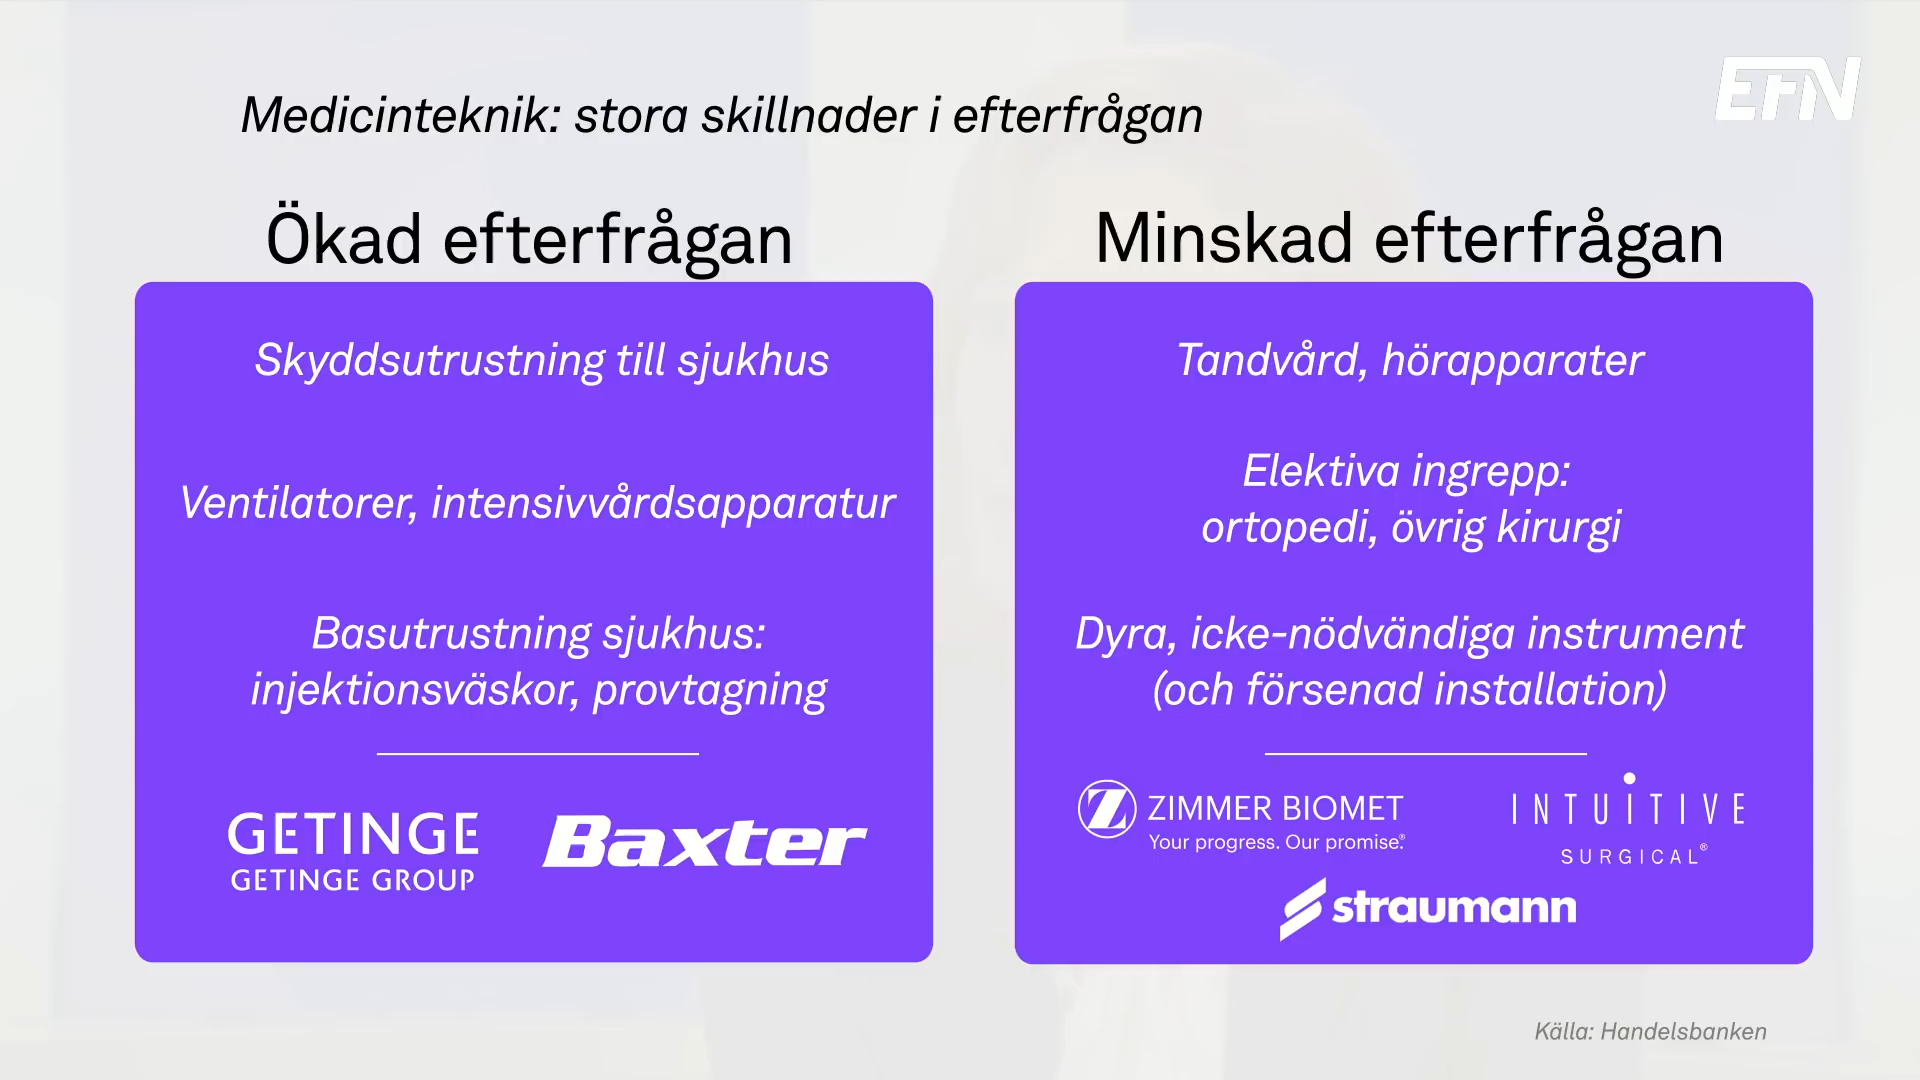 EFN
Medicinteknik: stora skillnader i efterfrågan
Ökad efterfrågan
Skyddsutrustning till sjukhus
Ventilatorer, intensivvårdsapparatur
Basutrustning sjukhus:
injektionsväskor, provtagning
GETINGE
GETINGE GROUP
Baxter
Minskad efterfrågan
Tandvård, hörapparater
Elektiva ingrepp:
ortopedi, övrig kirurgi
Dyra, icke-nödvändiga instrument
(och försenad installation)
Z ZIMMER BIOMET
Your progress. Our promise.®
INTUITIVE
SURGICAL®
straumann
Källa: Handelsbanken